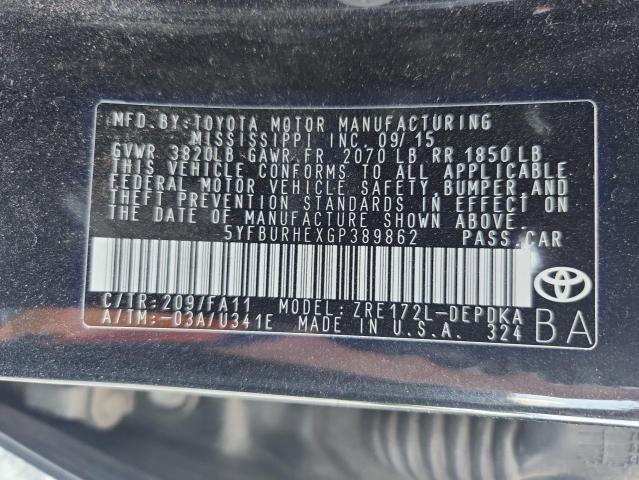 MFD.BY:TOYOTA MOTOR MANUFACTURING
MISSISSIPPI INC. 09/15
GVWR 3820LB GAWR FR 2070 LB RR 1850 LB
THIS VEHICLE CONFORMS TO ALL APPLICABLE
FEDERAL MOTOR VEHICLE SAFETY, BUMPER, AND
THEFT PREVENTION STANDARDS IN EFFECT ON
THE DATE OF MANUFACTURE SHOWN ABOVE.
5YFBURHEXGP389862 PASS.CAR
C/TR:209/FA11 MODEL:ZRE172L-DEPDKA
A/TM:-03A/U341E MADE IN U.S.A. 324
BA